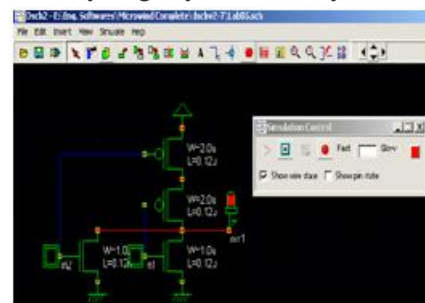 Dsch2 - E:\Eng. Softwares\Microwind Complete\dschv2-7\Lab06.sch
File Edit Insert View Simulate Help
Simulation Control
Fast Slow
Show wire state Show pin state
W=2.0u
L=0.12u
W=2.0u
L=0.12u
out1
W=1.0u
L=0.12u
W=1.0u
L=0.12u
in2
in1